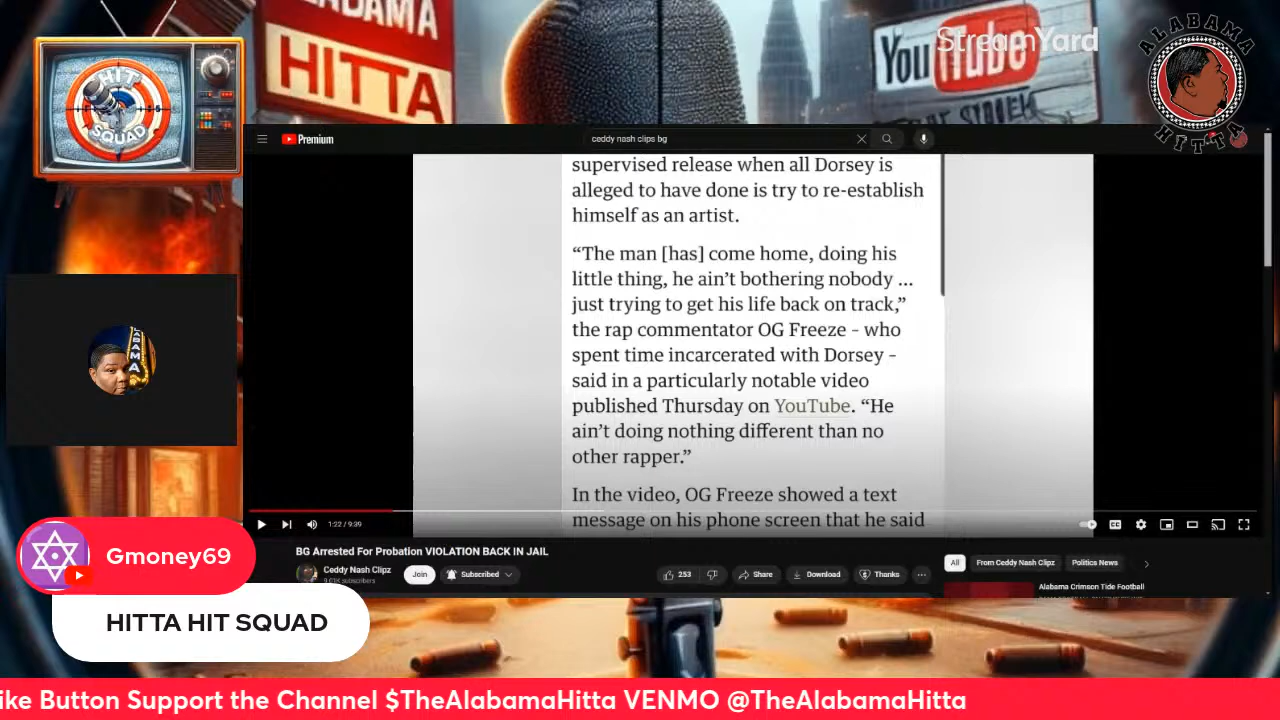 ALABAMA
HITTA
YouTube
StreamYard
ALABAMA
HITTA
HIT
SQUAD
Premium
ceddy nash clips bg
supervised release when all Dorsey is
alleged to have done is try to re-establish
himself as an artist.
“The man [has] come home, doing his
little thing, he ain’t bothering nobody ...
just trying to get his life back on track,”
the rap commentator OG Freeze – who
spent time incarcerated with Dorsey –
said in a particularly notable video
published Thursday on YouTube. “He
ain’t doing nothing different than no
other rapper.”
In the video, OG Freeze showed a text
message on his phone screen that he said
1:22 / 9:39
BG Arrested For Probation VIOLATION BACK IN JAIL
Ceddy Nash Clipz
9.01K subscribers
Join
Subscribed
253
Share
Download
Thanks
All
From Ceddy Nash Clipz
Politics News
Alabama Crimson Tide Football
Gmoney69
HITTA HIT SQUAD
ike Button Support the Channel $TheAlabamaHitta VENMO @TheAlabamaHitta